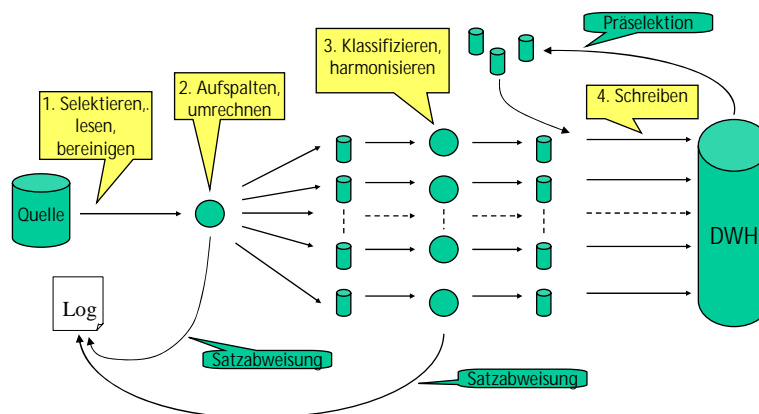 Präselektion
3. Klassifizieren,
harmonisieren
2. Aufspalten,
umrechnen
1. Selektieren,.
lesen,
bereinigen
4. Schreiben
Quelle
DWH
Log
Satzabweisung
Satzabweisung